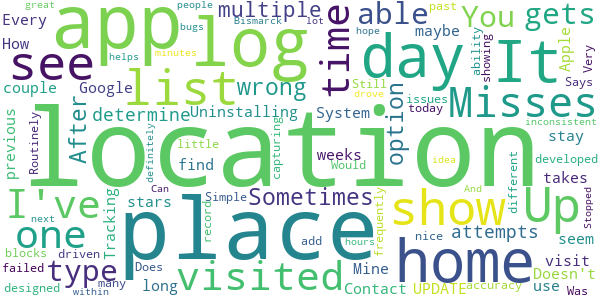 app log multiple able You gets
great people Bismarck lot hope past
Every bugs maybe ability showing Apple Says Very
How see helps minutes drove time day It
couple Google list wrong option Still issues Misses
previous Routinely After determine Uninstalling System today inconsistent
definitely little capturing weeks Would stay
location
find developed
I've Tracking Can stars record Simple place Sometimes frequently idea And different takes seem
one visited add hours nice show attempts Up Stopped
next blocks driven Does Mine home visit Doesn't
failed type long Contact UPDATE accuracy use
designed within many Was